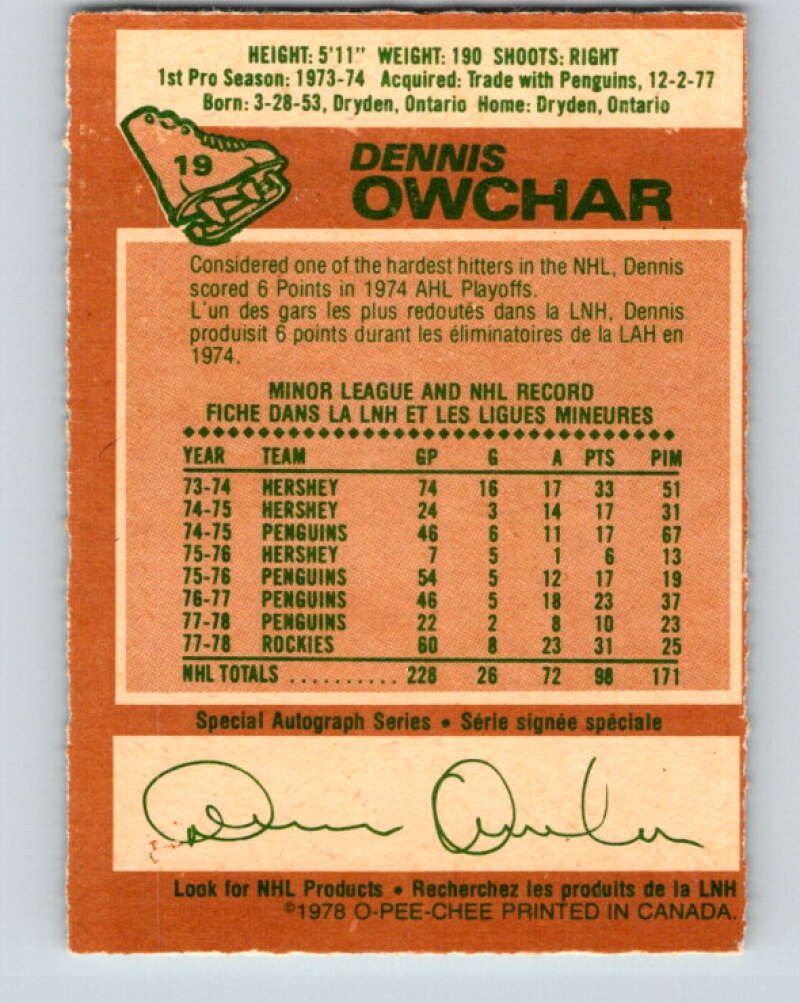 HEIGHT: 5'11" WEIGHT: 190 SHOOTS: RIGHT
1st Pro Season: 1973-74 Acquired: Trade with Penguins, 12-2-77
Born: 3-28-53, Dryden, Ontario Home: Dryden, Ontario
19
DENNIS
OWCHAR
Considered one of the hardest hitters in the NHL, Dennis
scored 6 Points in 1974 AHL Playoffs.
L'un des gars les plus redoutés dans la LNH, Dennis
produisit 6 points durant les éliminatoires de la LAH en
1974.
MINOR LEAGUE AND NHL RECORD
FICHE DANS LA LNH ET LES LIGUES MINEURES
YEAR TEAM GP G A PTS PIM
73-74 HERSHEY 74 16 17 33 51
74-75 HERSHEY 24 3 14 17 31
74-75 PENGUINS 46 6 11 17 67
75-76 HERSHEY 7 5 1 6 13
75-76 PENGUINS 54 5 12 17 19
76-77 PENGUINS 46 5 18 23 37
77-78 PENGUINS 22 2 8 10 23
77-78 ROCKIES 60 8 23 31 25
NHL TOTALS .......... 228 26 72 98 171
Special Autograph Series • Série signée spéciale
Dennis Owchar
Look for NHL Products • Recherchez les produits de la LNH
©1978 O-PEE-CHEE PRINTED IN CANADA.